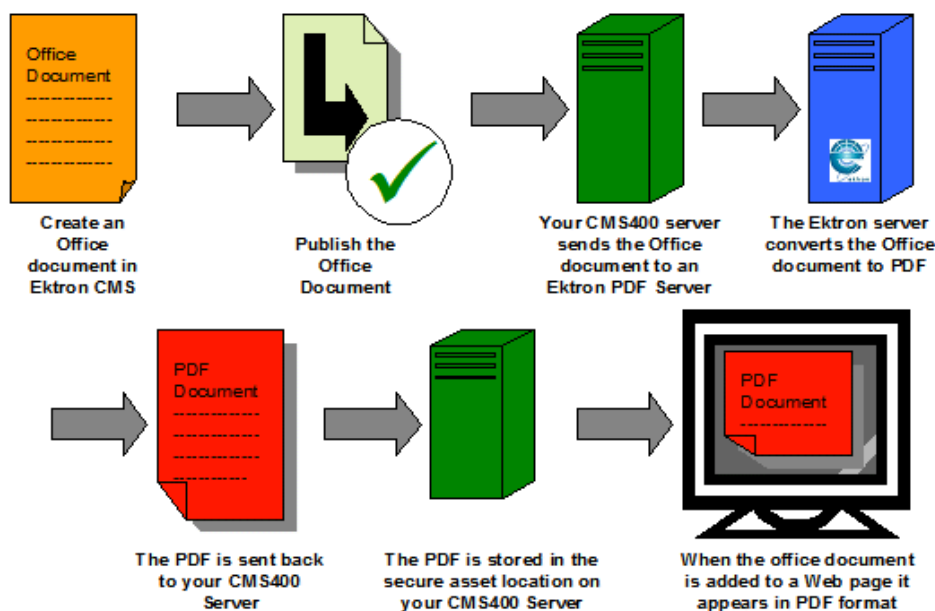 Office
Document
Create an
Office
document in
Ektron CMS
Publish the
Office
Document
Your CMS400 server
sends the Office
document to an
Ektron PDF Server
The Ektron server
converts the Office
document to PDF
PDF
Document
The PDF is sent back
to your CMS400
Server
The PDF is stored in the
secure asset location on
your CMS400 Server
PDF
Document
When the office document
is added to a Web page it
appears in PDF format